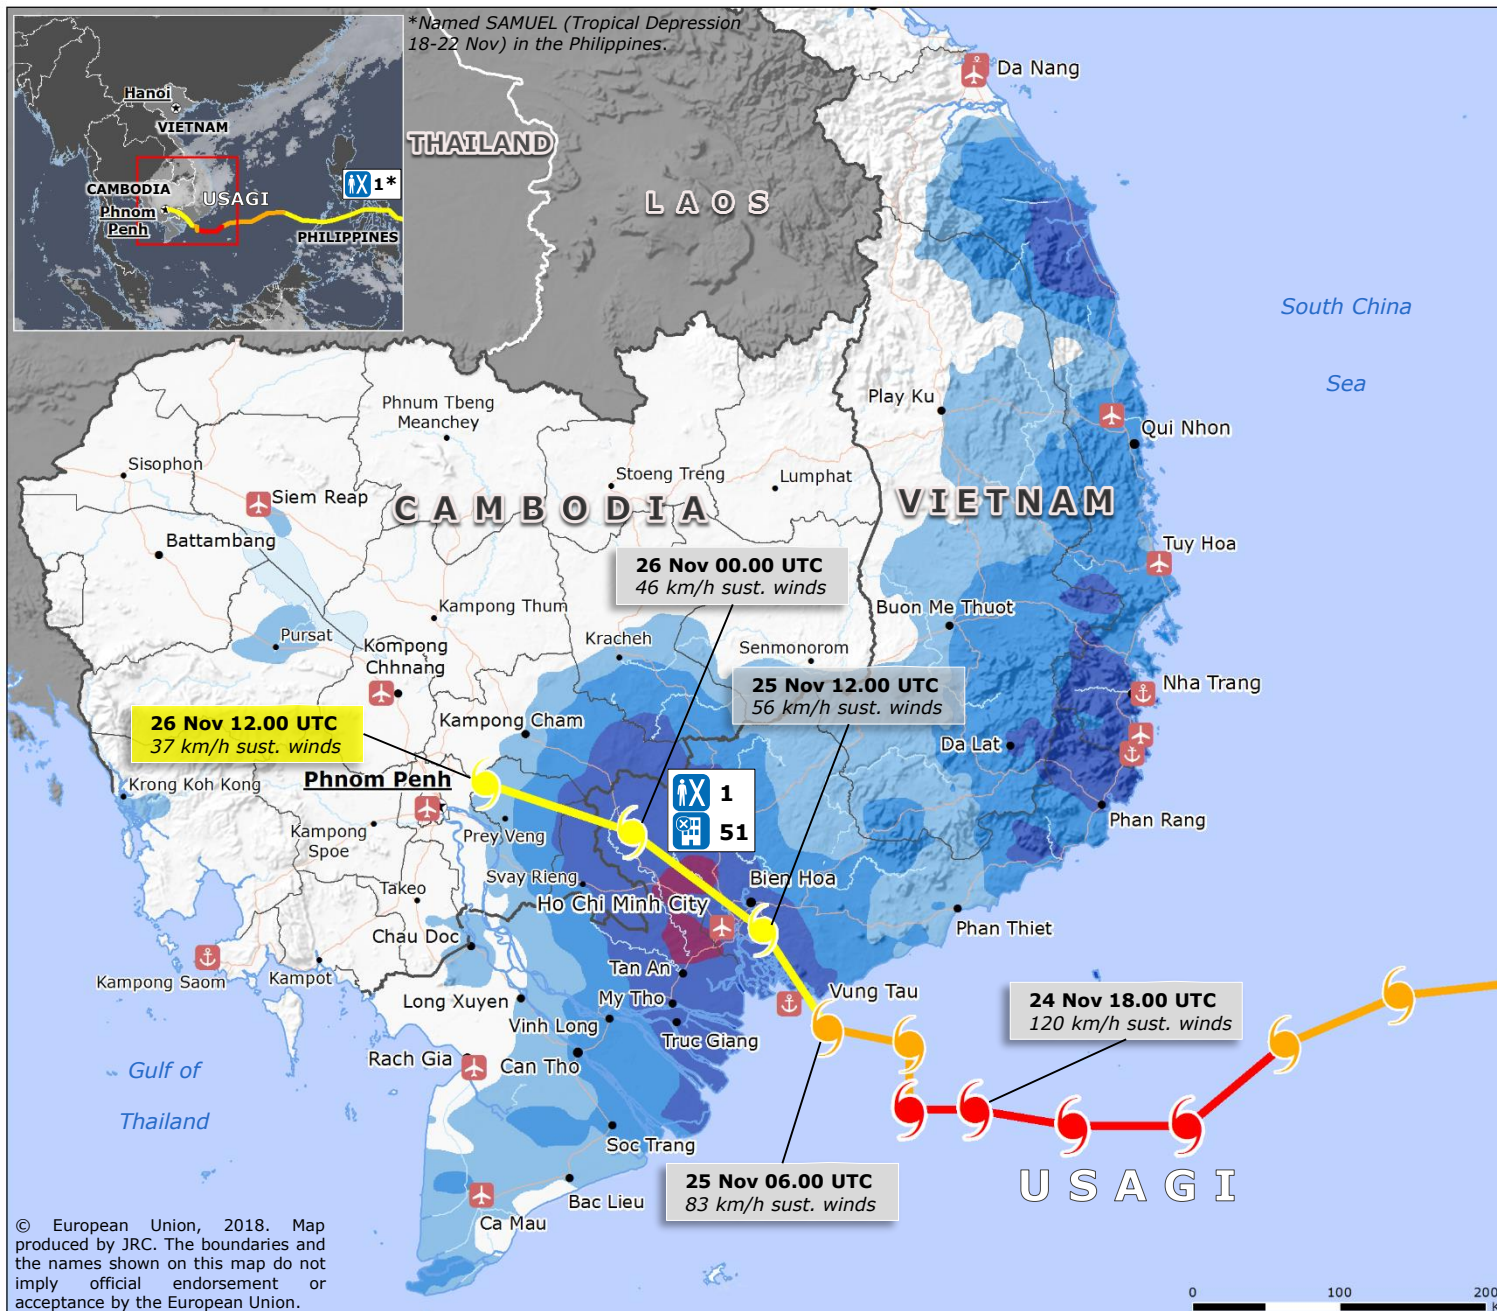 *Named SAMUEL (Tropical Depression
18-22 Nov) in the Philippines.
Hanoi
VIETNAM
CAMBODIA
USAGI
Phnom
Penh
1*
PHILIPPINES
THAILAND
LAOS
Da Nang
South China
Sea
Play Ku
Qui Nhon
Phnum Tbeng
Meanchey
Sisophon
Stoeng Treng
Lumphat
Siem Reap
CAMBODIA
VIETNAM
Battambang
Tuy Hoa
26 Nov 00.00 UTC
46 km/h sust. winds
Kampong Thum
Buon Me Thuot
Pursat
Kompong
Chhnang
Kracheh
Senmonorom
25 Nov 12.00 UTC
56 km/h sust. winds
Nha Trang
26 Nov 12.00 UTC
37 km/h sust. winds
Kampong Cham
Da Lat
Phnom Penh
Krong Koh Kong
1
51
Phan Rang
Kampong
Spoe
Prey Veng
Svay Rieng
Bien Hoa
Takeo
Ho Chi Minh City
Phan Thiet
Chau Doc
Kampong Saom
Kampot
Tan An
Long Xuyen
My Tho
Vung Tau
Vinh Long
Truc Giang
24 Nov 18.00 UTC
120 km/h sust. winds
Rach Gia
Can Tho
Gulf of
Thailand
Soc Trang
25 Nov 06.00 UTC
83 km/h sust. winds
USAGI
Bac Lieu
Ca Mau
© European Union, 2018. Map
produced by JRC. The boundaries and
the names shown on this map do not
imply official endorsement or
acceptance by the European Union.
0 100 200